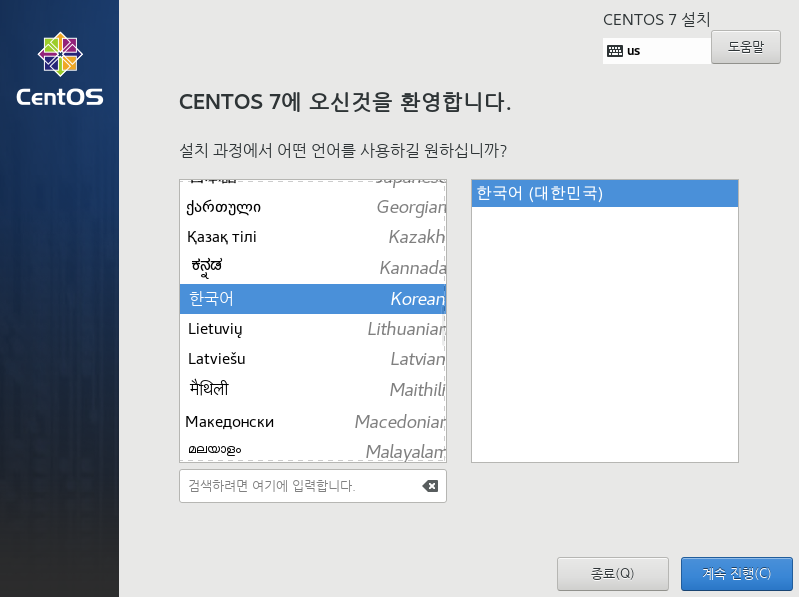 CentOS
CENTOS 7 설치
us
도움말
CENTOS 7에 오신것을 환영합니다.
설치 과정에서 어떤 언어를 사용하길 원하십니까?
Japanese
ქართული Georgian
Қазақ тілі Kazakh
ಕನ್ನಡ Kannada
한국어 Korean
Lietuvių Lithuanian
Latviešu Latvian
मैथिली Maithili
Македонски Macedonian
മലയാളം Malayalam
한국어 (대한민국)
검색하려면 여기에 입력합니다.
종료(Q)
계속 진행(C)